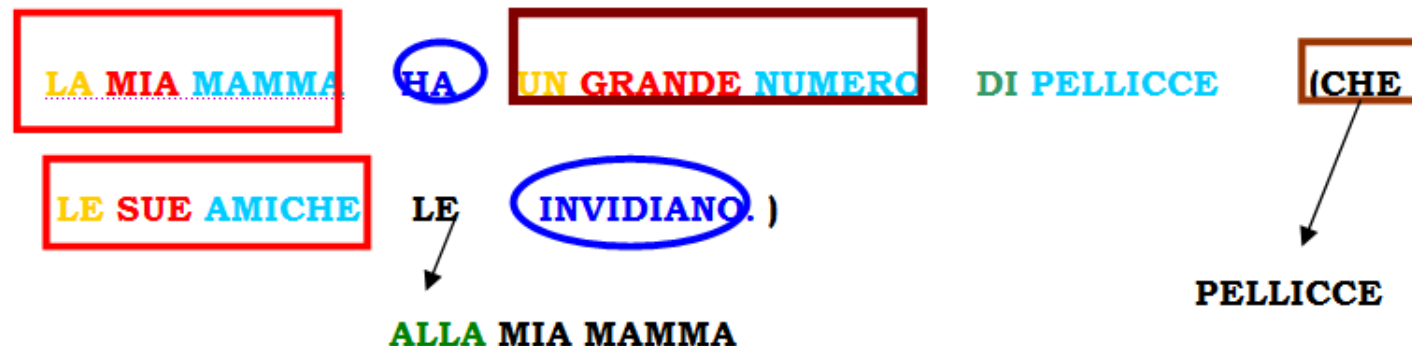 LA MIA MAMMA HA UN GRANDE NUMERO DI PELLICCE (CHE
LE SUE AMICHE LE INVIDIANO. )
PELLICCE
ALLA MIA MAMMA